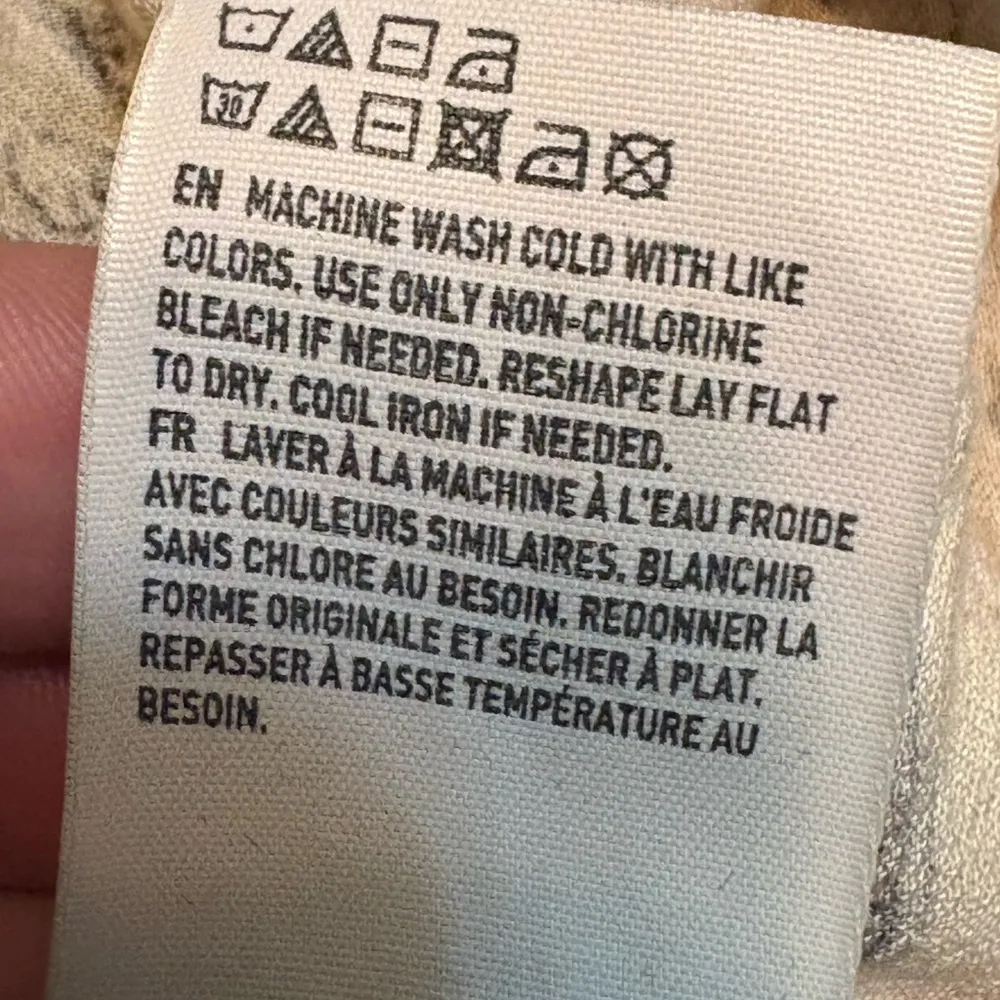 30
EN MACHINE WASH COLD WITH LIKE
COLORS. USE ONLY NON-CHLORINE
BLEACH IF NEEDED. RESHAPE LAY FLAT
TO DRY. COOL IRON IF NEEDED.
FR LAVER À LA MACHINE À L'EAU FROIDE
AVEC COULEURS SIMILAIRES. BLANCHIR
SANS CHLORE AU BESOIN. REDONNER LA
FORME ORIGINALE ET SÉCHER À PLAT.
REPASSER À BASSE TEMPÉRATURE AU
BESOIN.